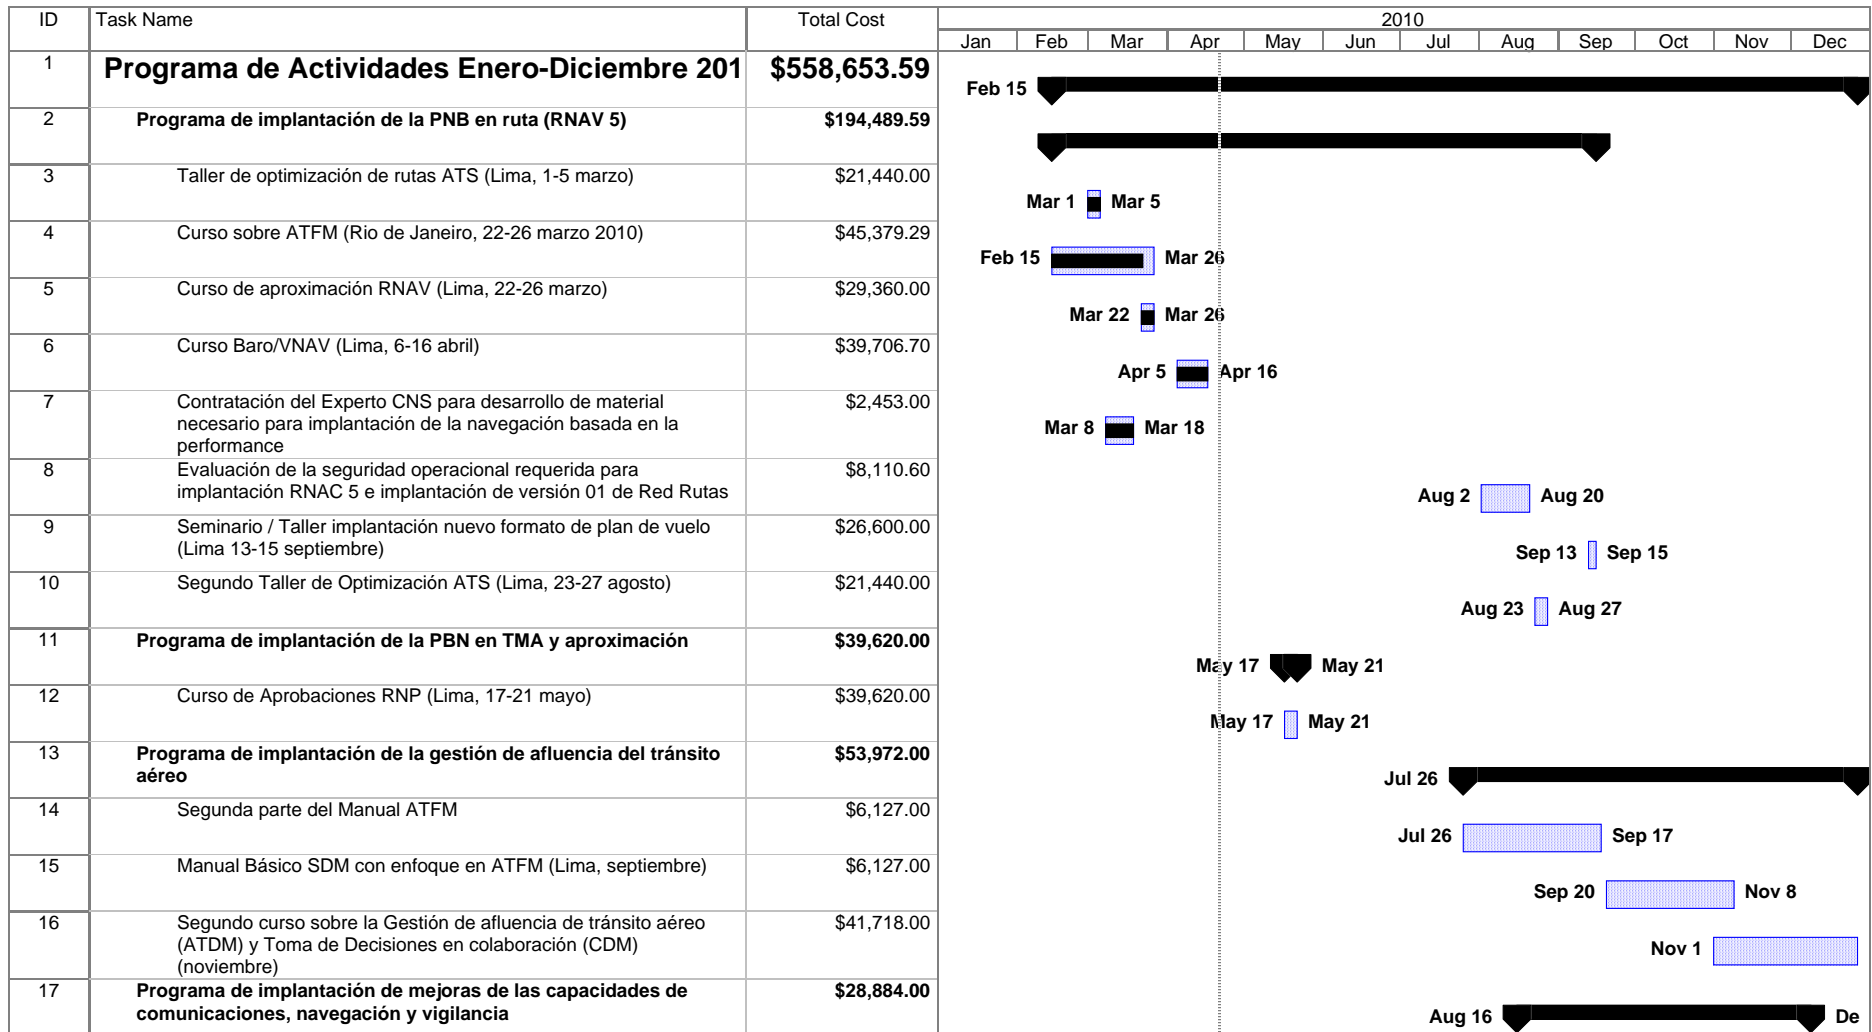 ID Task Name Total Cost 2010
Jan Feb Mar Apr May Jun Jul Aug Sep Oct Nov Dec
1 Programa de Actividades Enero-Diciembre 201 $558,653.59
Feb 15
2 Programa de implantación de la PNB en ruta (RNAV 5) $194,489.59
3 Taller de optimización de rutas ATS (Lima, 1-5 marzo) $21,440.00
Mar 1 Mar 5
4 Curso sobre ATFM (Rio de Janeiro, 22-26 marzo 2010) $45,379.29
Feb 15 Mar 26
5 Curso de aproximación RNAV (Lima, 22-26 marzo) $29,360.00
Mar 22 Mar 26
6 Curso Baro/VNAV (Lima, 6-16 abril) $39,706.70
Apr 5 Apr 16
7 Contratación del Experto CNS para desarrollo de material $2,453.00
necesario para implantación de la navegación basada en la
performance
Mar 8 Mar 18
8 Evaluación de la seguridad operacional requerida para $8,110.60
implantación RNAC 5 e implantación de versión 01 de Red Rutas
Aug 2 Aug 20
9 Seminario / Taller implantación nuevo formato de plan de vuelo $26,600.00
(Lima 13-15 septiembre)
Sep 13 Sep 15
10 Segundo Taller de Optimización ATS (Lima, 23-27 agosto) $21,440.00
Aug 23 Aug 27
11 Programa de implantación de la PBN en TMA y aproximación $39,620.00
May 17 May 21
12 Curso de Aprobaciones RNP (Lima, 17-21 mayo) $39,620.00
May 17 May 21
13 Programa de implantación de la gestión de afluencia del tránsito $53,972.00
aéreo
Jul 26
14 Segunda parte del Manual ATFM $6,127.00
Jul 26 Sep 17
15 Manual Básico SDM con enfoque en ATFM (Lima, septiembre) $6,127.00
Sep 20 Nov 8
16 Segundo curso sobre la Gestión de afluencia de tránsito aéreo $41,718.00
(ATDM) y Toma de Decisiones en colaboración (CDM)
(noviembre)
Nov 1
17 Programa de implantación de mejoras de las capacidades de $28,884.00
comunicaciones, navegación y vigilancia
Aug 16 De